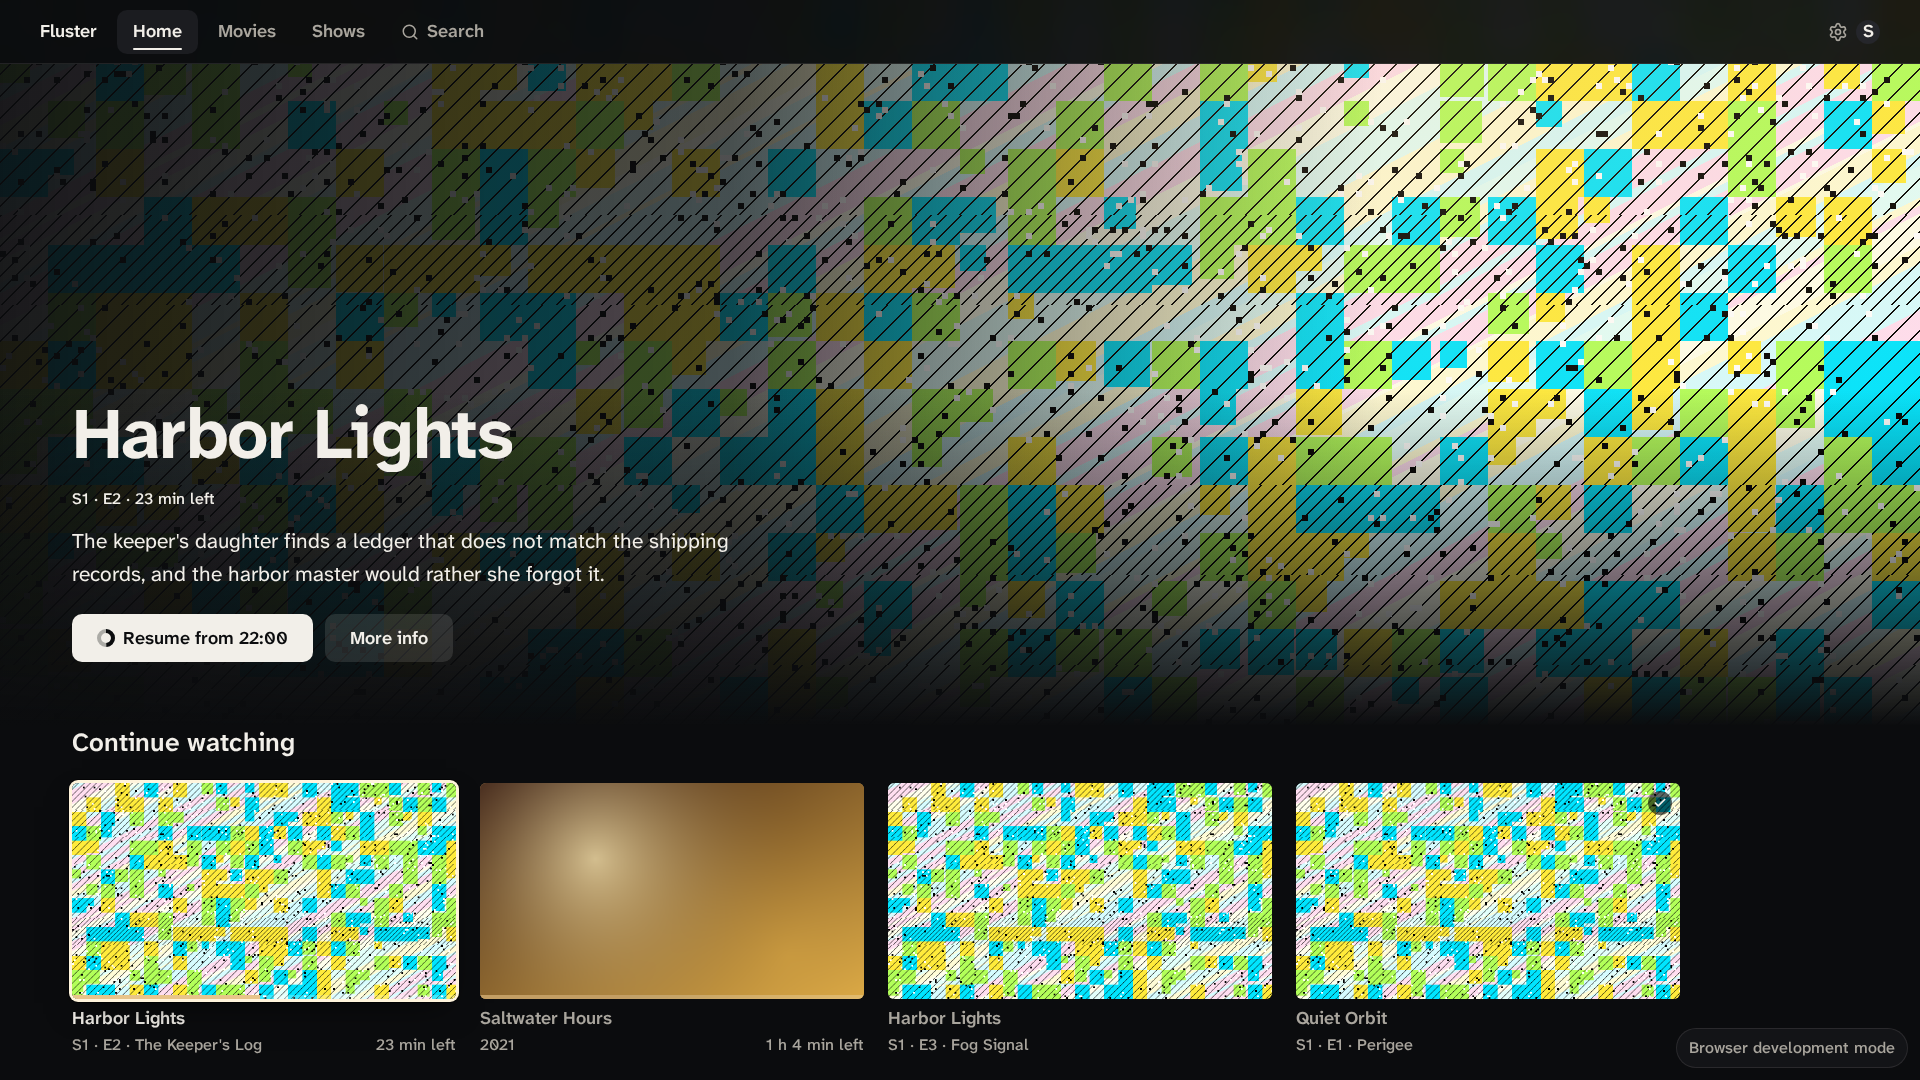 Fluster
Home
Movies
Shows
Search
S
Harbor Lights
S1 · E2 · 23 min left
The keeper's daughter finds a ledger that does not match the shipping
records, and the harbor master would rather she forgot it.
Resume from 22:00
More info
Continue watching
Harbor Lights
S1 · E2 · The Keeper's Log
23 min left
Saltwater Hours
2021
1 h 4 min left
Harbor Lights
S1 · E3 · Fog Signal
Quiet Orbit
S1 · E1 · Perigee
Browser development mode